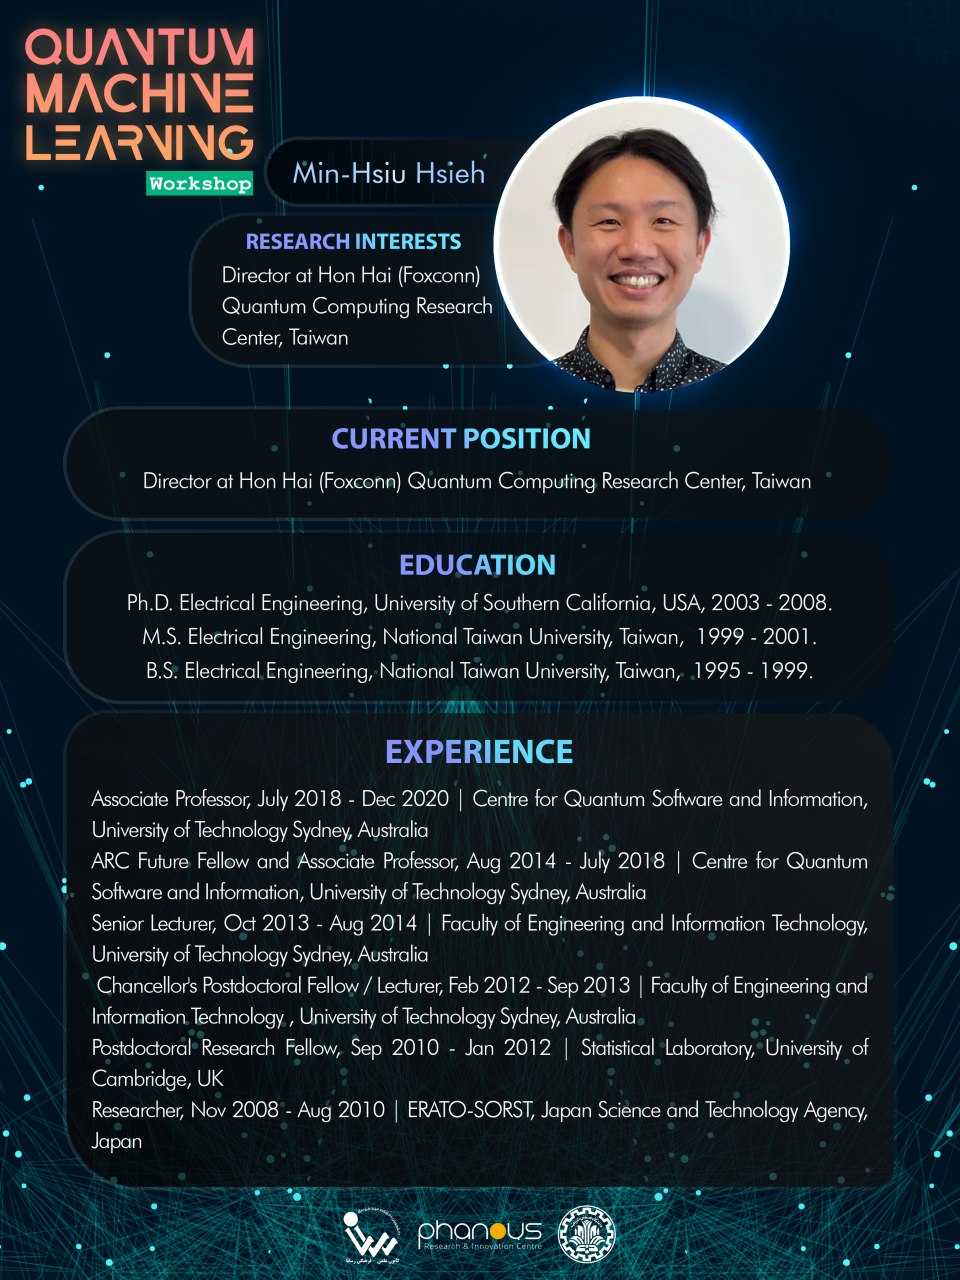 QUANTUM
MACHINE
LEARNING
Workshop
Min-Hsiu Hsieh
RESEARCH INTERESTS
Director at Hon Hai (Foxconn)
Quantum Computing Research
Center, Taiwan
CURRENT POSITION
Director at Hon Hai (Foxconn) Quantum Computing Research Center, Taiwan
EDUCATION
Ph.D. Electrical Engineering, University of Southern California, USA, 2003 - 2008.
M.S. Electrical Engineering, National Taiwan University, Taiwan, 1999 - 2001.
B.S. Electrical Engineering, National Taiwan University, Taiwan, 1995 - 1999.
EXPERIENCE
Associate Professor, July 2018 - Dec 2020 | Centre for Quantum Software and Information,
University of Technology Sydney, Australia
ARC Future Fellow and Associate Professor, Aug 2014 - July 2018 | Centre for Quantum
Software and Information, University of Technology Sydney, Australia
Senior Lecturer, Oct 2013 - Aug 2014 | Faculty of Engineering and Information Technology,
University of Technology Sydney, Australia
Chancellor's Postdoctoral Fellow / Lecturer, Feb 2012 - Sep 2013 | Faculty of Engineering and
Information Technology , University of Technology Sydney, Australia
Postdoctoral Research Fellow, Sep 2010 - Jan 2012 | Statistical Laboratory, University of
Cambridge, UK
Researcher, Nov 2008 - Aug 2010 | ERATO-SORST, Japan Science and Technology Agency,
Japan
phanous
Research & Innovation Centre